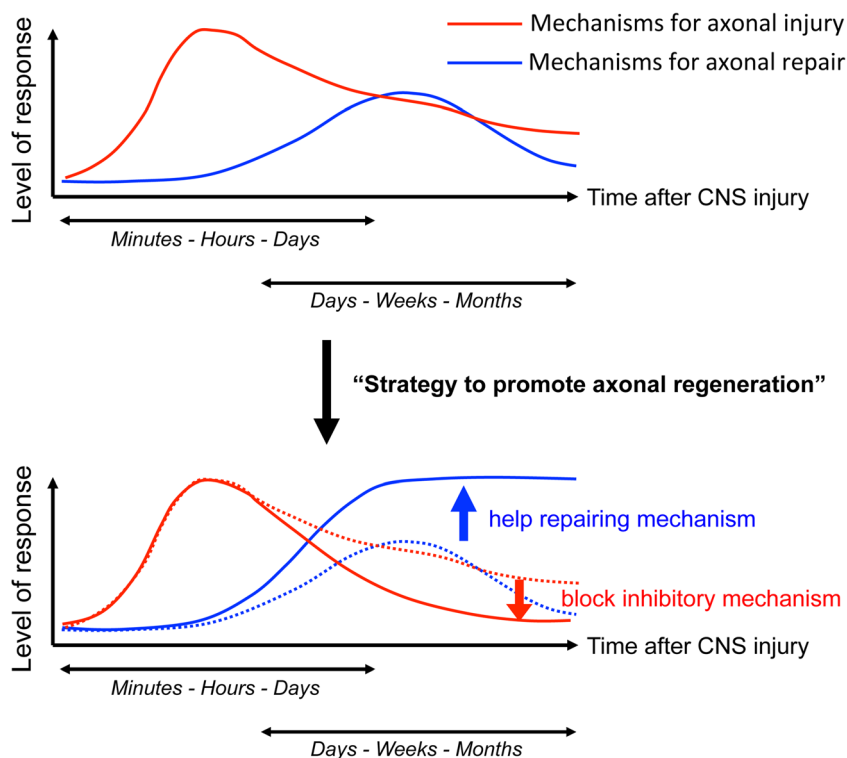 Mechanisms for axonal injury
Mechanisms for axonal repair
Level of response
Time after CNS injury
Minutes - Hours - Days
Days - Weeks - Months
“Strategy to promote axonal regeneration”
Level of response
help repairing mechanism
block inhibitory mechanism
Time after CNS injury
Minutes - Hours - Days
Days - Weeks - Months